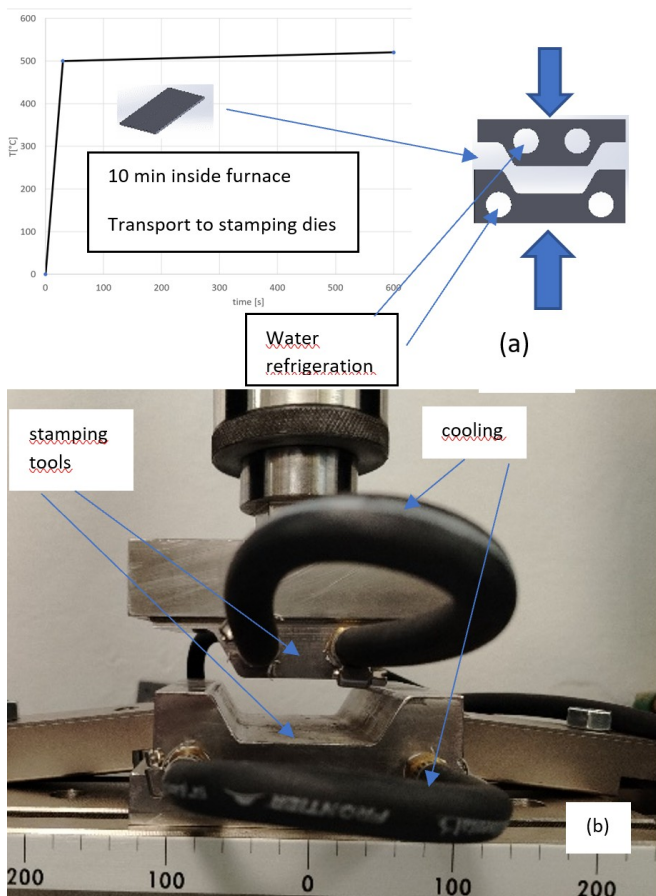 600
500
400
300
200
100
0
T[°C]
0 100 200 300 400 500 600
time [s]
10 min inside furnace
Transport to stamping dies
Water
refrigeration
(a)
stamping
tools
cooling
FRONTIER
(b)
200 100 0 100 200